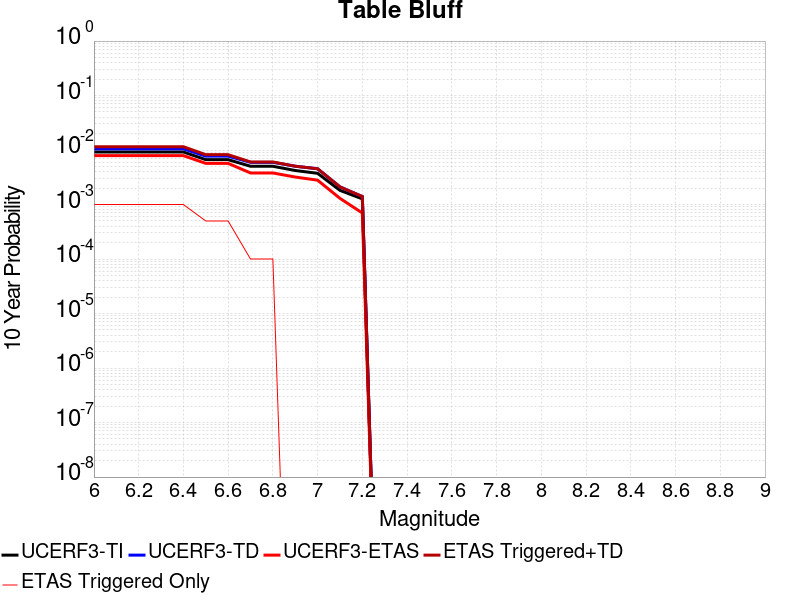 Table Bluff
10^0
10^-1
10^-2
10^-3
10^-4
10^-5
10^-6
10^-7
10^-8
10 Year Probability
6 6.2 6.4 6.6 6.8 7 7.2 7.4 7.6 7.8 8 8.2 8.4 8.6 8.8 9
Magnitude
UCERF3-TI UCERF3-TD UCERF3-ETAS ETAS Triggered+TD
ETAS Triggered Only